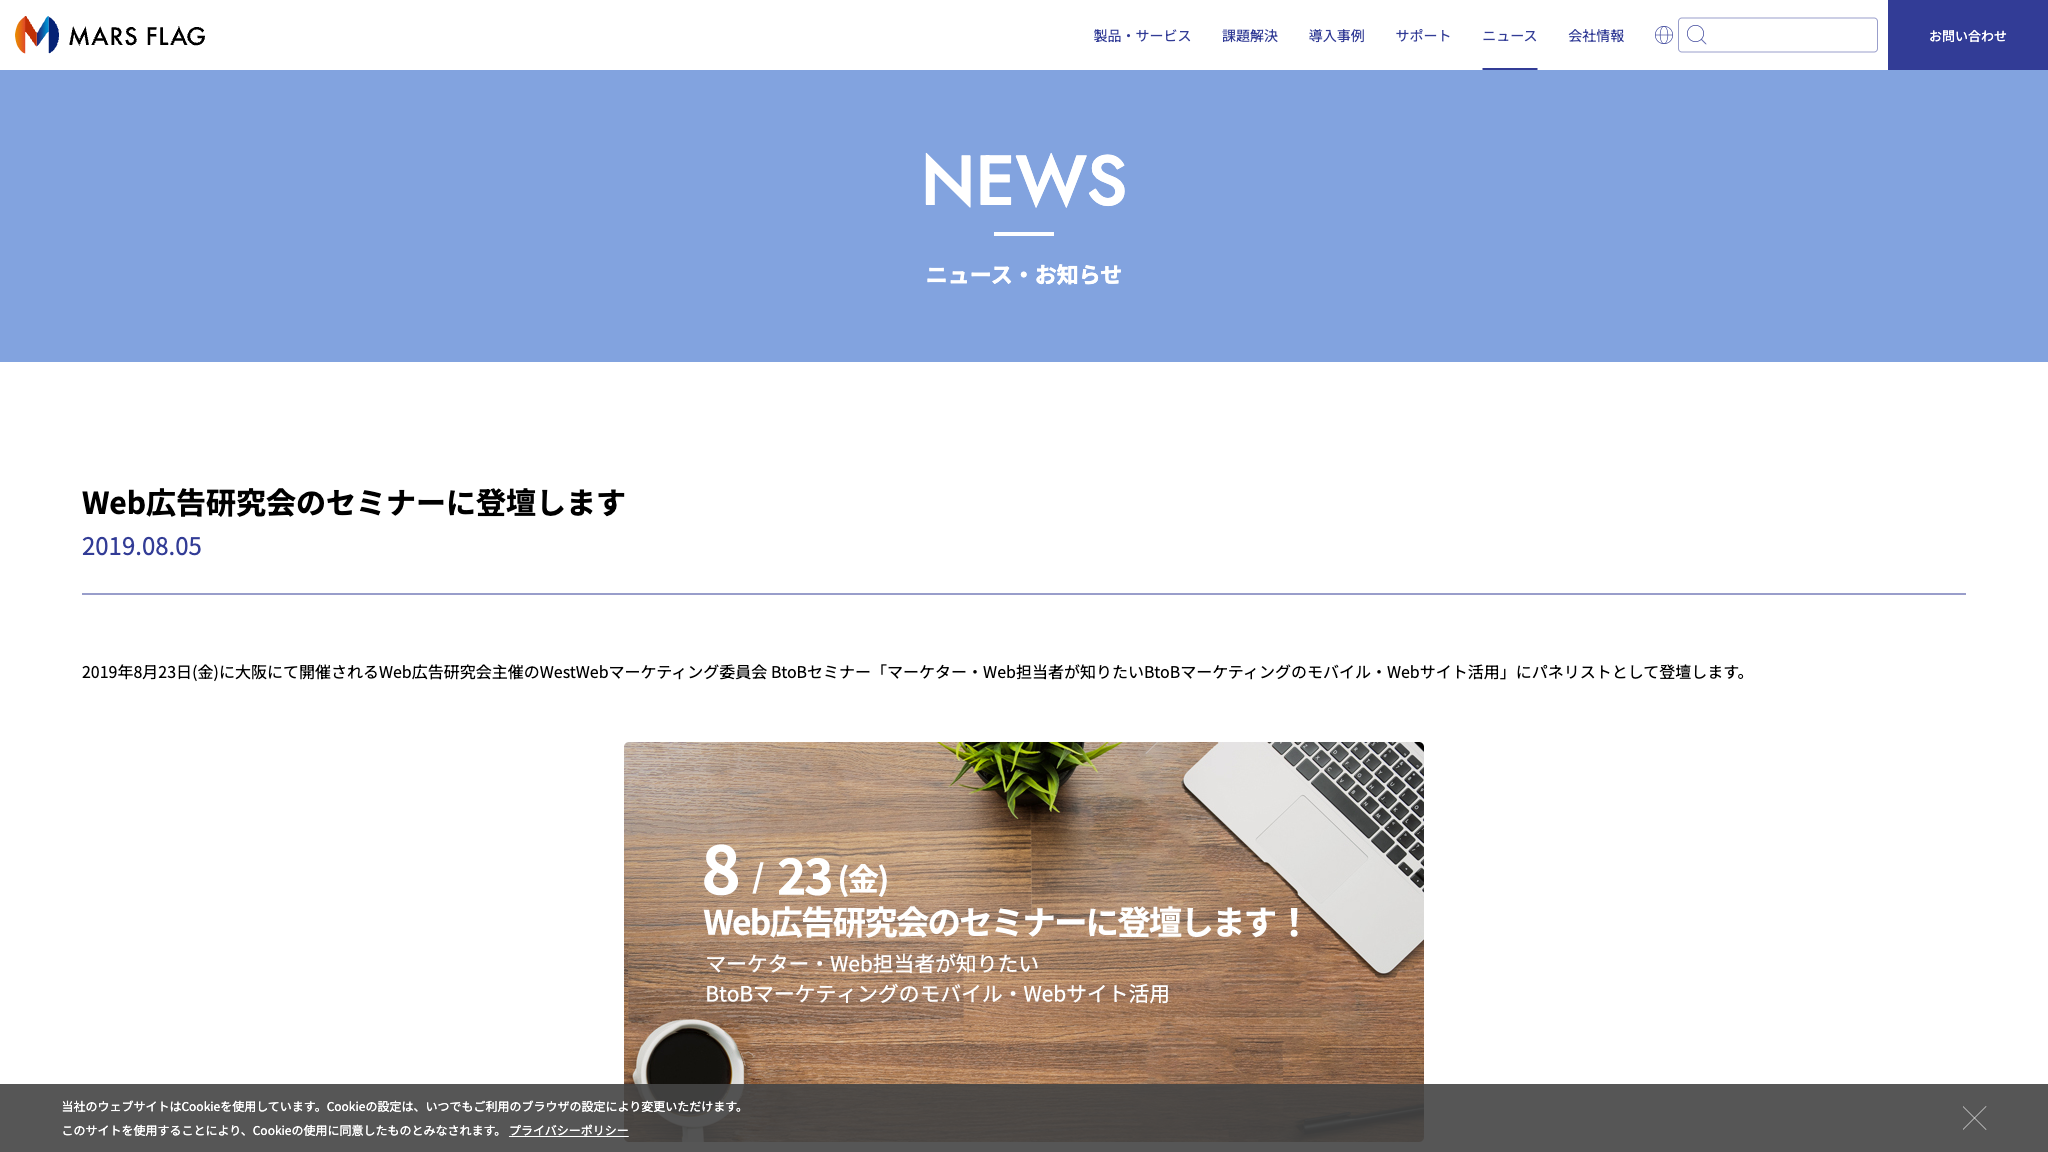 MARS FLAG
製品・サービス
課題解決
導入事例
サポート
ニュース
会社情報
お問い合わせ
NEWS
ニュース・お知らせ
Web広告研究会のセミナーに登壇します
2019.08.05
2019年8月23日(金)に大阪にて開催されるWeb広告研究会主催のWestWebマーケティング委員会 BtoBセミナー「マーケター・Web担当者が知りたいBtoBマーケティングのモバイル・Webサイト活用」にパネリストとして登壇します。
8 / 23 (金)
Web広告研究会のセミナーに登壇します！
マーケター・Web担当者が知りたい
BtoBマーケティングのモバイル・Webサイト活用
当社のウェブサイトはCookieを使用しています。Cookieの設定は、いつでもご利用のブラウザの設定により変更いただけます。
このサイトを使用することにより、Cookieの使用に同意したものとみなされます。 プライバシーポリシー